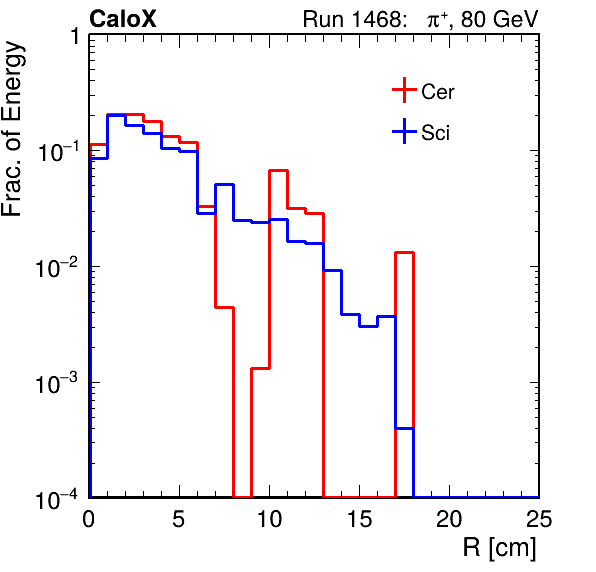 CaloX Run 1468: π⁺, 80 GeV
Frac. of Energy
Cer
Sci
1
10⁻¹
10⁻²
10⁻³
10⁻⁴
0 5 10 15 20 25
R [cm]